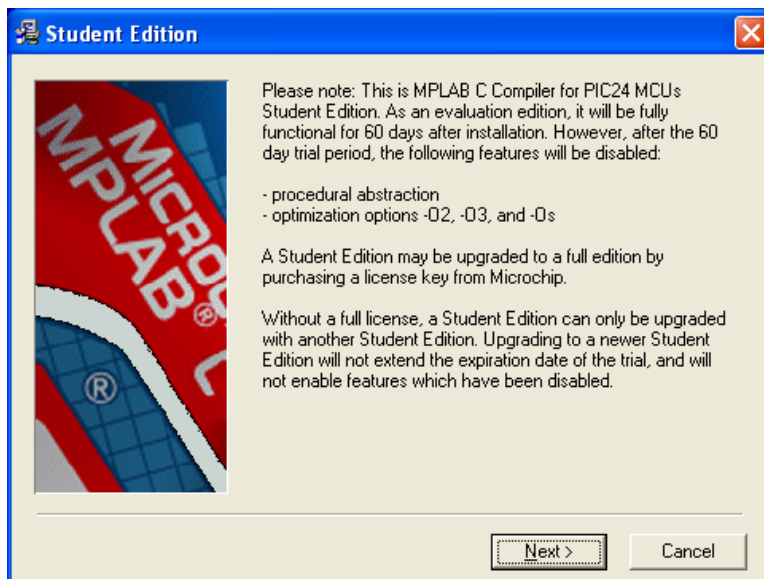 Student Edition
Please note: This is MPLAB C Compiler for PIC24 MCUs
Student Edition. As an evaluation edition, it will be fully
functional for 60 days after installation. However, after the 60
day trial period, the following features will be disabled:
- procedural abstraction
- optimization options -O2, -O3, and -Os
A Student Edition may be upgraded to a full edition by
purchasing a license key from Microchip.
Without a full license, a Student Edition can only be upgraded
with another Student Edition. Upgrading to a newer Student
Edition will not extend the expiration date of the trial, and will
not enable features which have been disabled.
MPLAB® C
®
Next >
Cancel